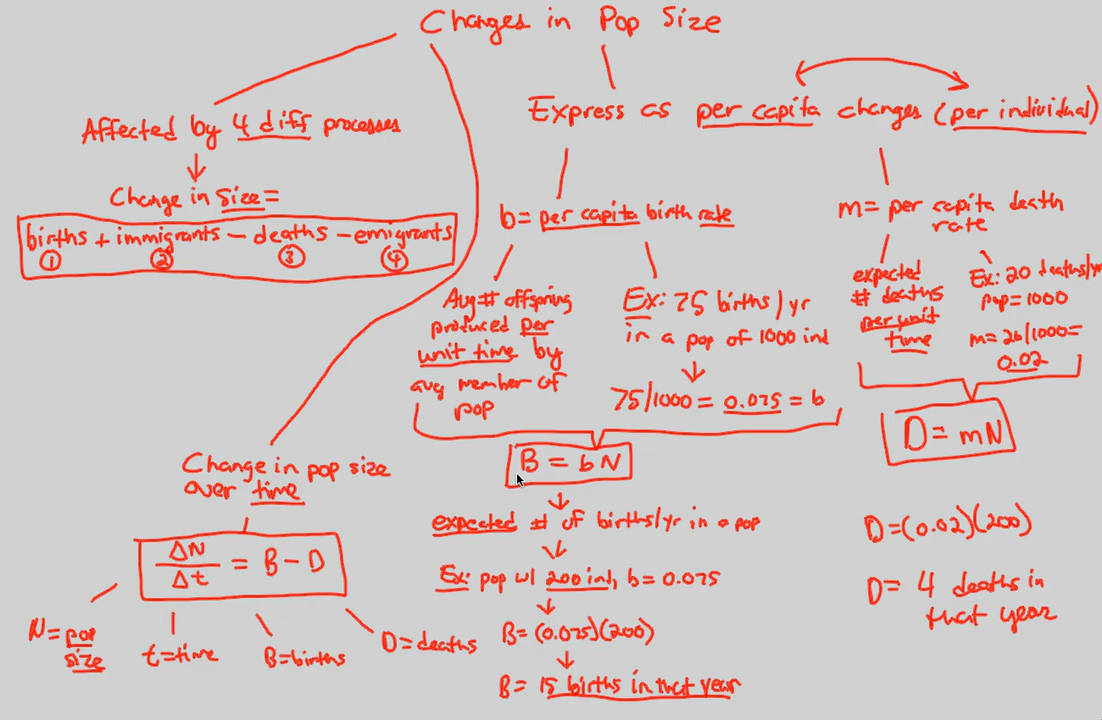 Changes in Pop Size
Affected by 4 diff processes
Change in size =
births + immigrants - deaths - emigrants
① ② ③ ④
Change in pop size
over time
ΔN/Δt = B - D
N = pop
size
t = time
B = births
D = deaths
Express as per capita changes (per individual)
b = per capita birth rate
Avg # offspring
produced per
unit time by
avg member of
pop
Ex: 75 births/yr
in a pop of 1000 ind
75/1000 = 0.075 = b
B = bN
expected # of births/yr in a pop
Ex: pop w/ 200 ind, b = 0.075
B = (0.075)(200)
B = 15 births in that year
m = per capita death
rate
expected
# deaths
per unit
time
Ex: 20 deaths/yr
pop = 1000
m = 20/1000 =
0.02
D = mN
D = (0.02)(200)
D = 4 deaths in
that year